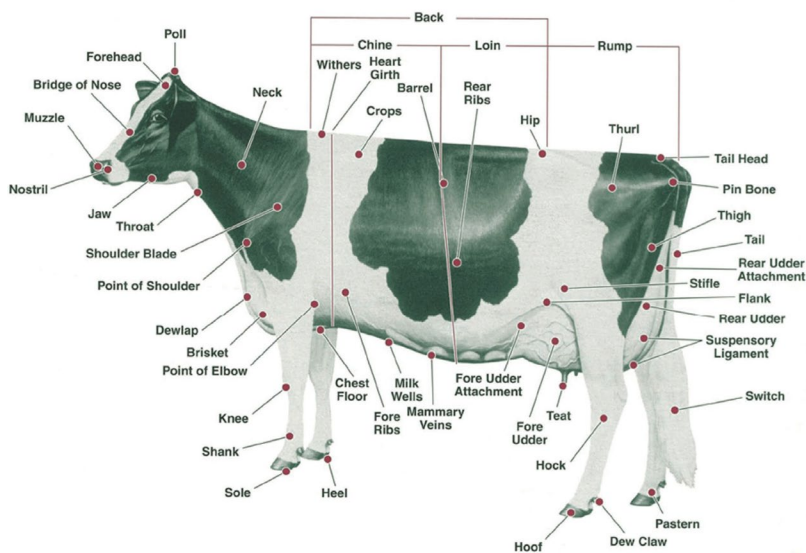 Back
Chine
Loin
Rump
Poll
Forehead
Bridge of Nose
Muzzle
Nostril
Jaw
Throat
Neck
Withers
Heart
Girth
Crops
Barrel
Rear
Ribs
Hip
Thurl
Tail Head
Pin Bone
Thigh
Tail
Rear Udder
Attachment
Stifle
Flank
Rear Udder
Suspensory
Ligament
Switch
Shoulder Blade
Point of Shoulder
Dewlap
Brisket
Point of Elbow
Chest
Floor
Fore
Ribs
Milk
Wells
Mammary
Veins
Fore Udder
Attachment
Fore
Udder
Teat
Knee
Shank
Sole
Heel
Hock
Hoof
Dew Claw
Pastern